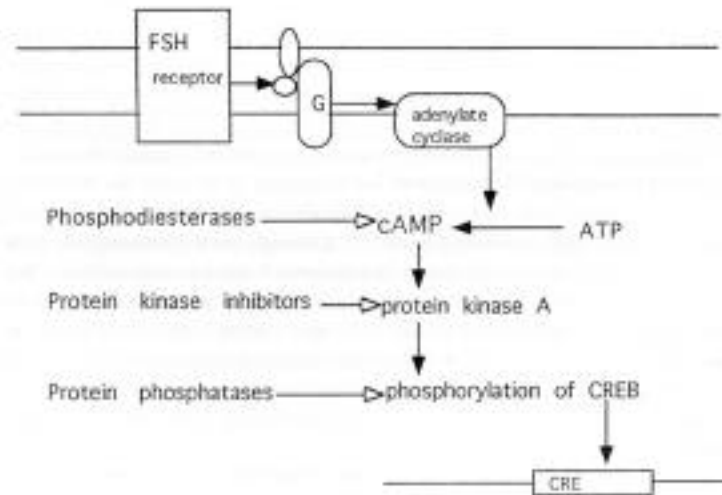 FSH
receptor
G
adenylate
cyclase
Phosphodiesterases
cAMP
ATP
Protein kinase inhibitors
protein kinase A
Protein phosphatases
phosphorylation of CREB
CRE